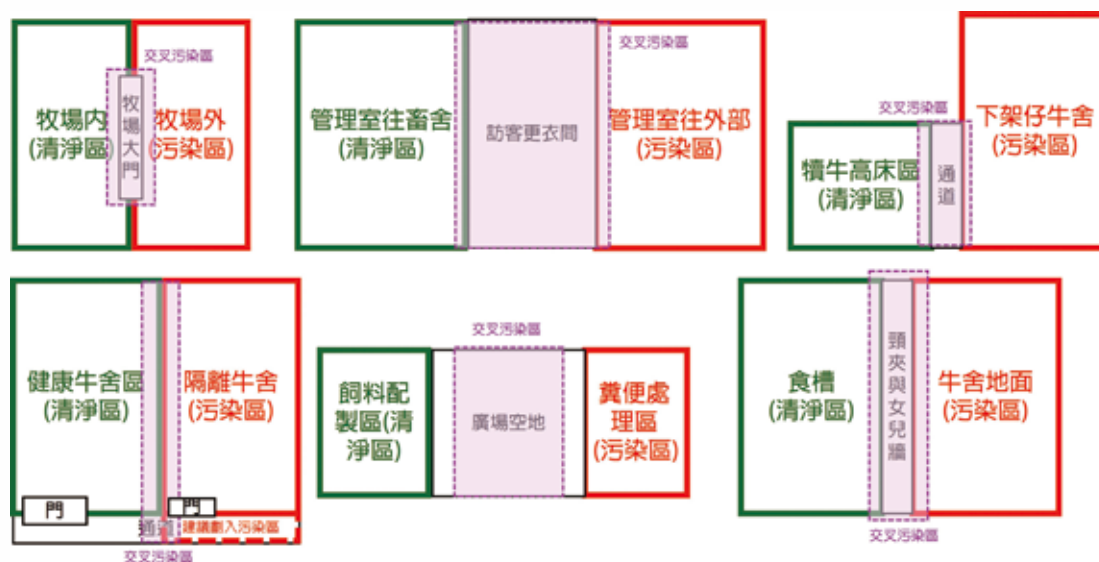 交叉污染區
牧場內
(清淨區)
牧場大門
牧場外
(污染區)
交叉污染區
管理室往畜舍
(清淨區)
訪客更衣間
管理室往外部
(污染區)
交叉污染區
犢牛高床區
(清淨區)
通道
下架仔牛舍
(污染區)
健康牛舍區
(清淨區)
隔離牛舍
(污染區)
門
門
通道
建議劃入污染區
交叉污染區
交叉污染區
飼料配
製區(清
淨區)
廣場空地
糞便處
理區
(污染區)
食槽
(清淨區)
頸夾與女兒牆
牛舍地面
(污染區)
交叉污染區